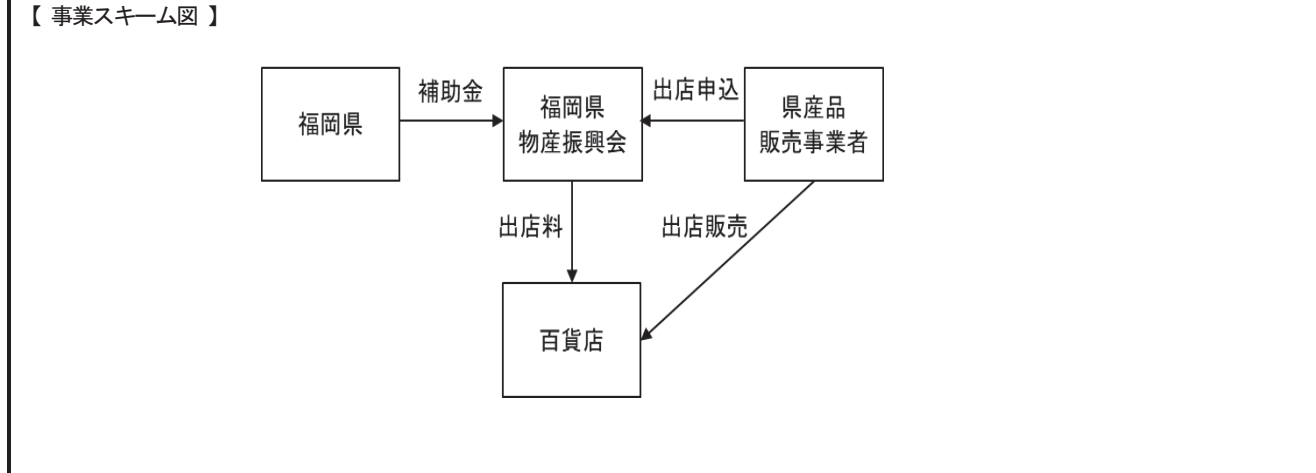 【 事業スキーム図 】
福岡県
補助金
福岡県
物産振興会
出店申込
県産品
販売事業者
出店料
出店販売
百貨店